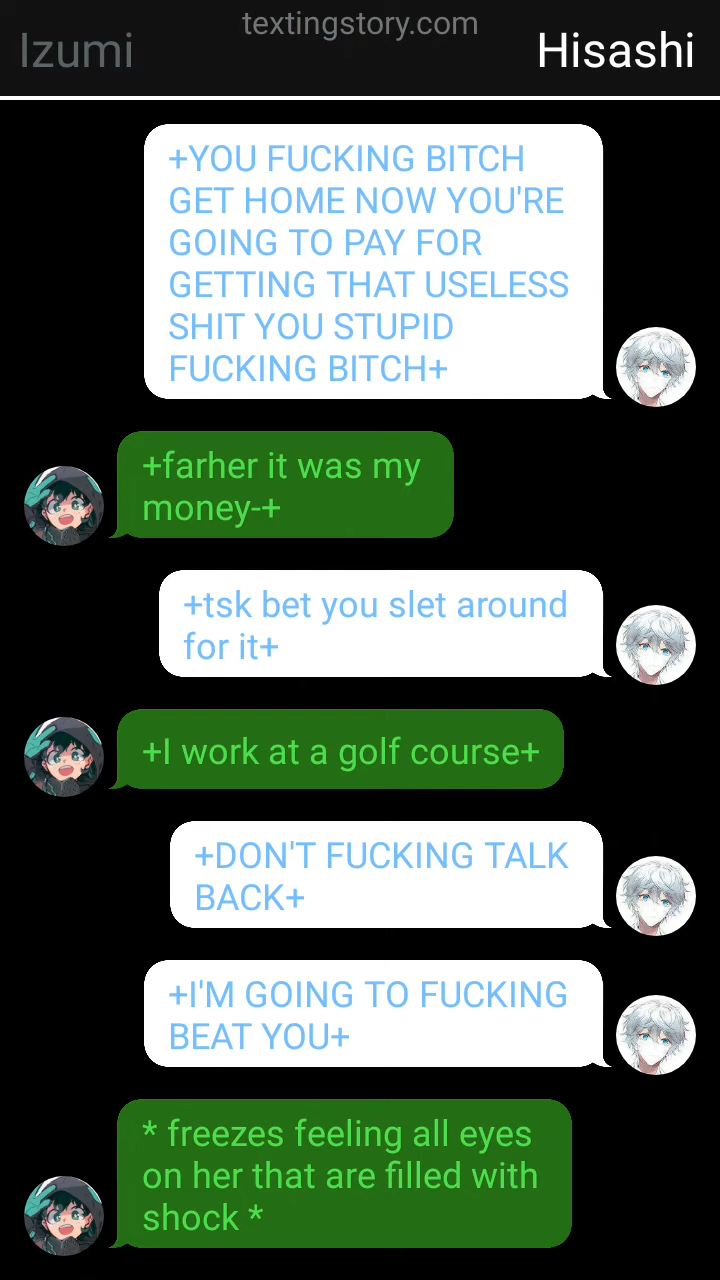 textingstory.com
Izumi
Hisashi
+YOU FUCKING BITCH
GET HOME NOW YOU'RE
GOING TO PAY FOR
GETTING THAT USELESS
SHIT YOU STUPID
FUCKING BITCH+
+farher it was my
money-+
+tsk bet you slet around
for it+
+I work at a golf course+
+DON'T FUCKING TALK
BACK+
+I'M GOING TO FUCKING
BEAT YOU+
* freezes feeling all eyes
on her that are filled with
shock *